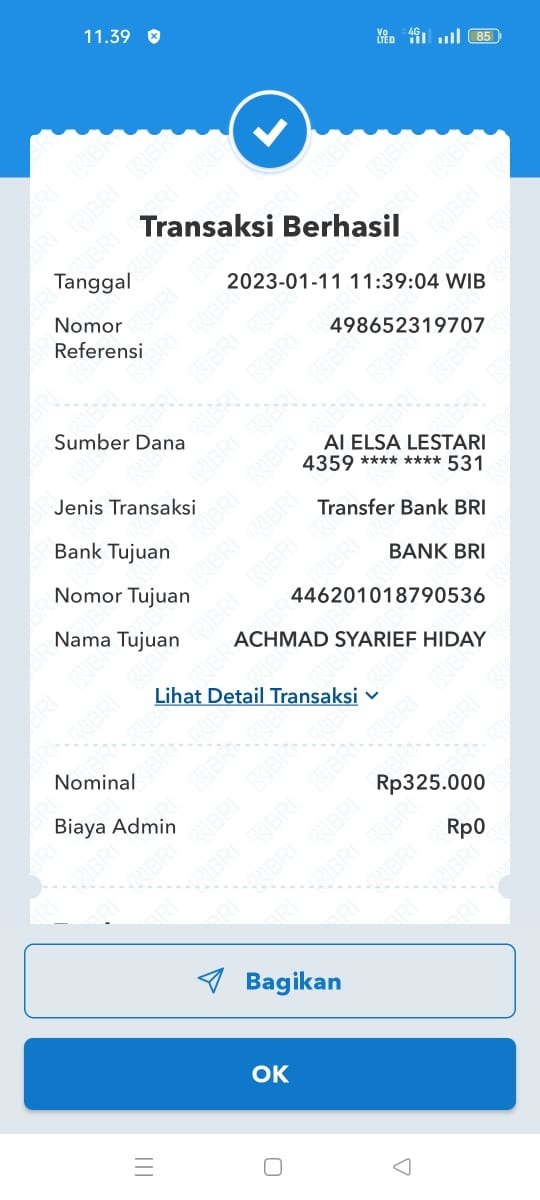 11.39
Vo LTED 4G 85
Transaksi Berhasil
Tanggal 2023-01-11 11:39:04 WIB
Nomor Referensi 498652319707
Sumber Dana AI ELSA LESTARI
4359 **** **** 531
Jenis Transaksi Transfer Bank BRI
Bank Tujuan BANK BRI
Nomor Tujuan 446201018790536
Nama Tujuan ACHMAD SYARIEF HIDAY
Lihat Detail Transaksi
Nominal Rp325.000
Biaya Admin Rp0
Bagikan
OK